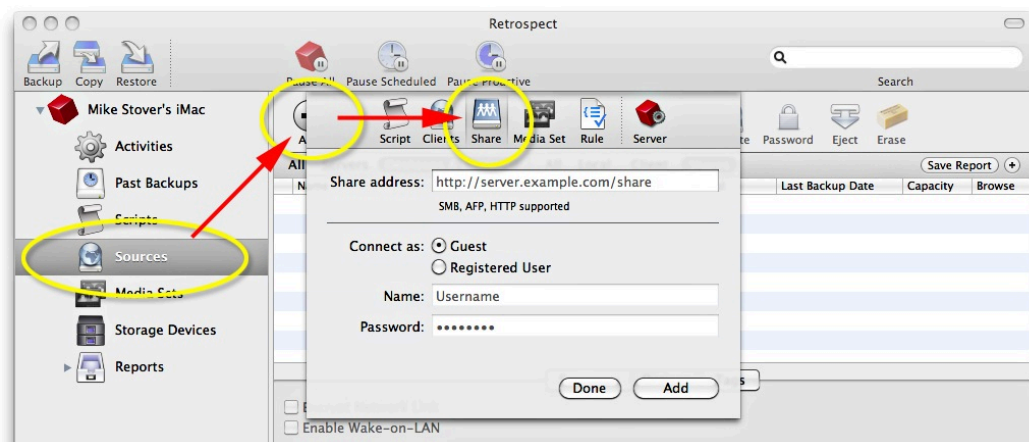 Retrospect
Backup Copy Restore
Pause All Pause Scheduled Pause Proactive
Search
Mike Stover's iMac
Activities
Past Backups
Scripts
Sources
Media Sets
Storage Devices
Reports
Script Clients Share Media Set Rule Server
Password Eject Erase
All
Save Report
Last Backup Date Capacity Browse
Share address: http://server.example.com/share
SMB, AFP, HTTP supported
Connect as: Guest
Registered User
Name: Username
Password: ••••••••
Done Add
Enable Wake-on-LAN